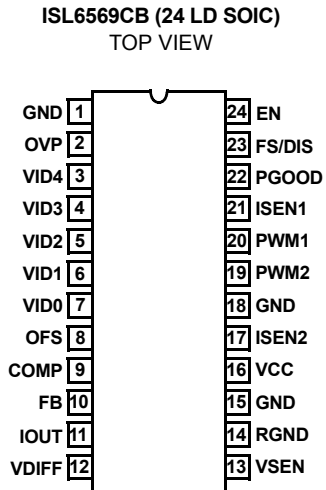 ISL6569CB (24 LD SOIC)
TOP VIEW
GND 1 24 EN
OVP 2 23 FS/DIS
VID4 3 22 PGOOD
VID3 4 21 ISEN1
VID2 5 20 PWM1
VID1 6 19 PWM2
VID0 7 18 GND
OFS 8 17 ISEN2
COMP 9 16 VCC
FB 10 15 GND
IOUT 11 14 RGND
VDIFF 12 13 VSEN